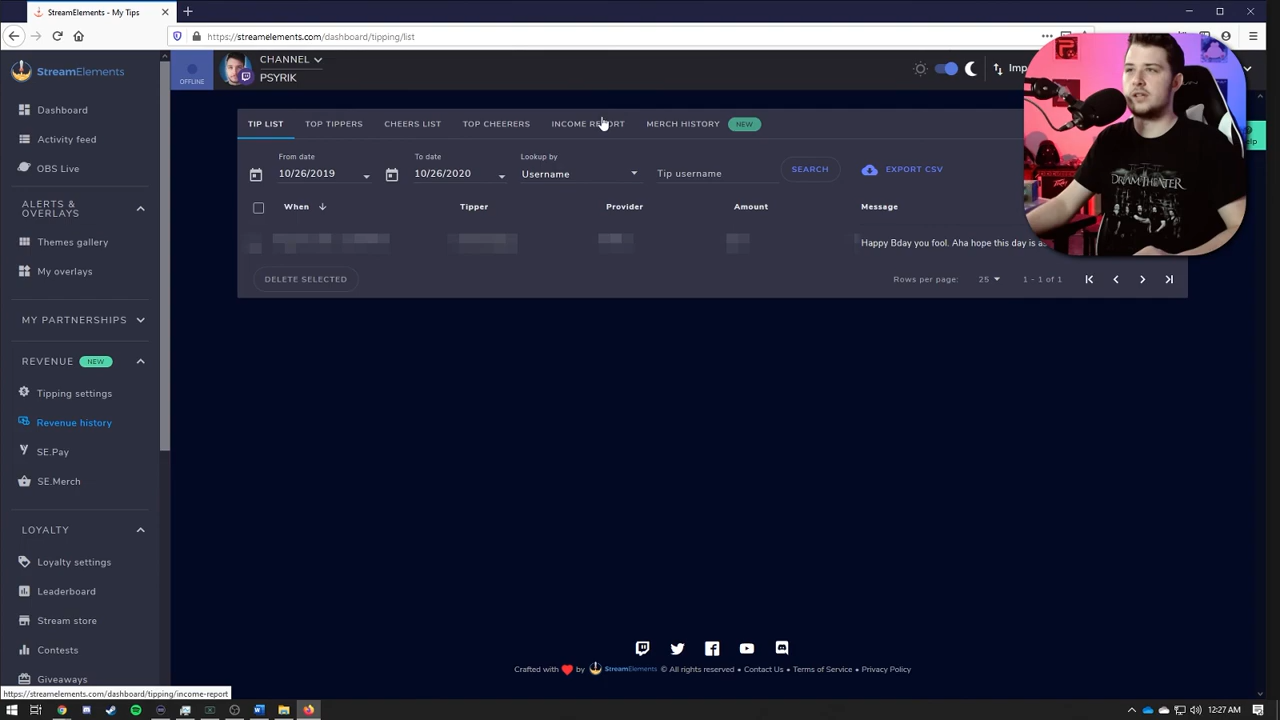 StreamElements - My Tips
https://streamelements.com/dashboard/tipping/list
StreamElements
OFFLINE
CHANNEL
PSYRIK
Dashboard
Activity feed
OBS Live
ALERTS &
OVERLAYS
Themes gallery
My overlays
MY PARTNERSHIPS
REVENUE NEW
Tipping settings
Revenue history
SE.Pay
SE.Merch
LOYALTY
Loyalty settings
Leaderboard
Stream store
Contests
Giveaways
TIP LIST TOP TIPPERS CHEERS LIST TOP CHEERERS INCOME REPORT MERCH HISTORY NEW
From date To date Lookup by
10/26/2019 10/26/2020 Username Tip username SEARCH EXPORT CSV
When Tipper Provider Amount Message
Happy Bday you fool. Aha hope this day is
DELETE SELECTED Rows per page: 25 1 - 1 of 1
DREAM THEATER
Crafted with by StreamElements © All rights reserved • Contact Us • Terms of Service • Privacy Policy
https://streamelements.com/dashboard/tipping/income-report
12:27 AM